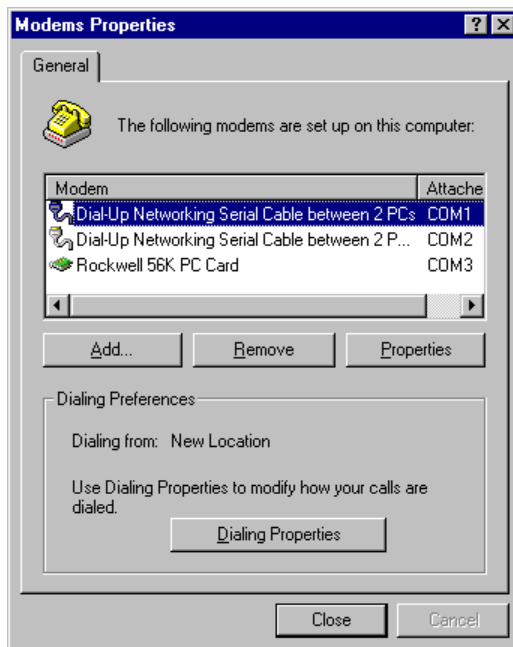 Modems Properties
General
The following modems are set up on this computer:
Modem Attache
Dial-Up Networking Serial Cable between 2 PCs COM1
Dial-Up Networking Serial Cable between 2 P... COM2
Rockwell 56K PC Card COM3
Add... Remove Properties
Dialing Preferences
Dialing from: New Location
Use Dialing Properties to modify how your calls are
dialed.
Dialing Properties
Close Cancel